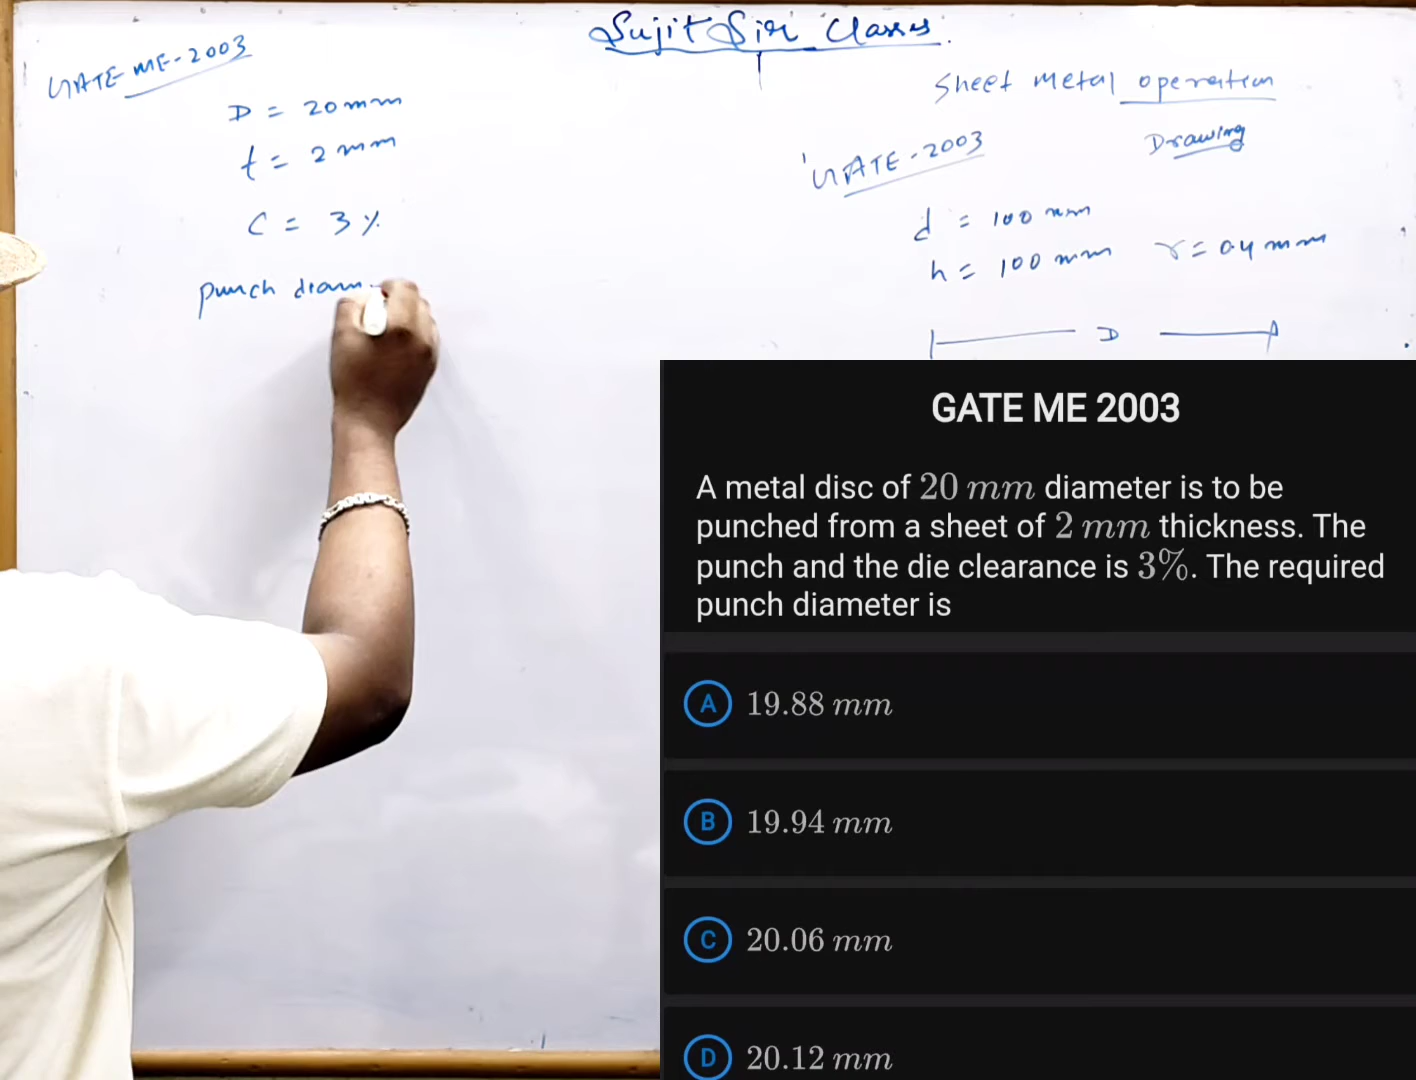 Sujit Sir Classes.
GATE ME-2003
D = 20mm
t = 2mm
C = 3%
punch diam
Sheet metal operation
GATE-2003
Drawing
d = 100 mm
h = 100 mm r = 0.4 mm
D
GATE ME 2003
A metal disc of 20 mm diameter is to be
punched from a sheet of 2 mm thickness. The
punch and the die clearance is 3%. The required
punch diameter is
A 19.88 mm
B 19.94 mm
C 20.06 mm
D 20.12 mm